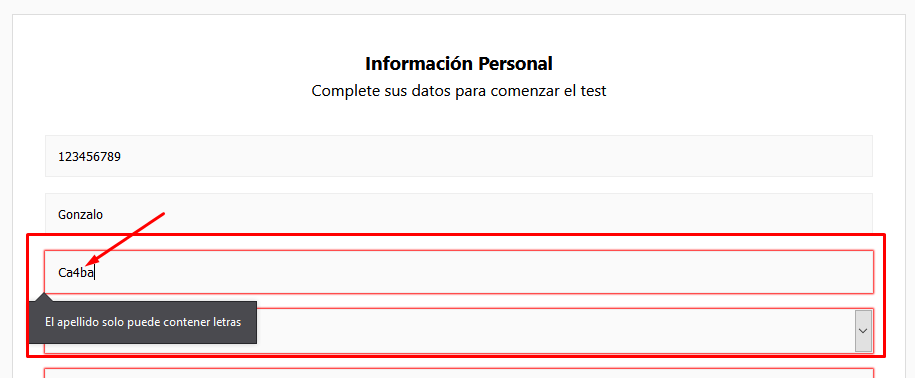 Información Personal
Complete sus datos para comenzar el test
123456789
Gonzalo
Ca4ba
El apellido solo puede contener letras